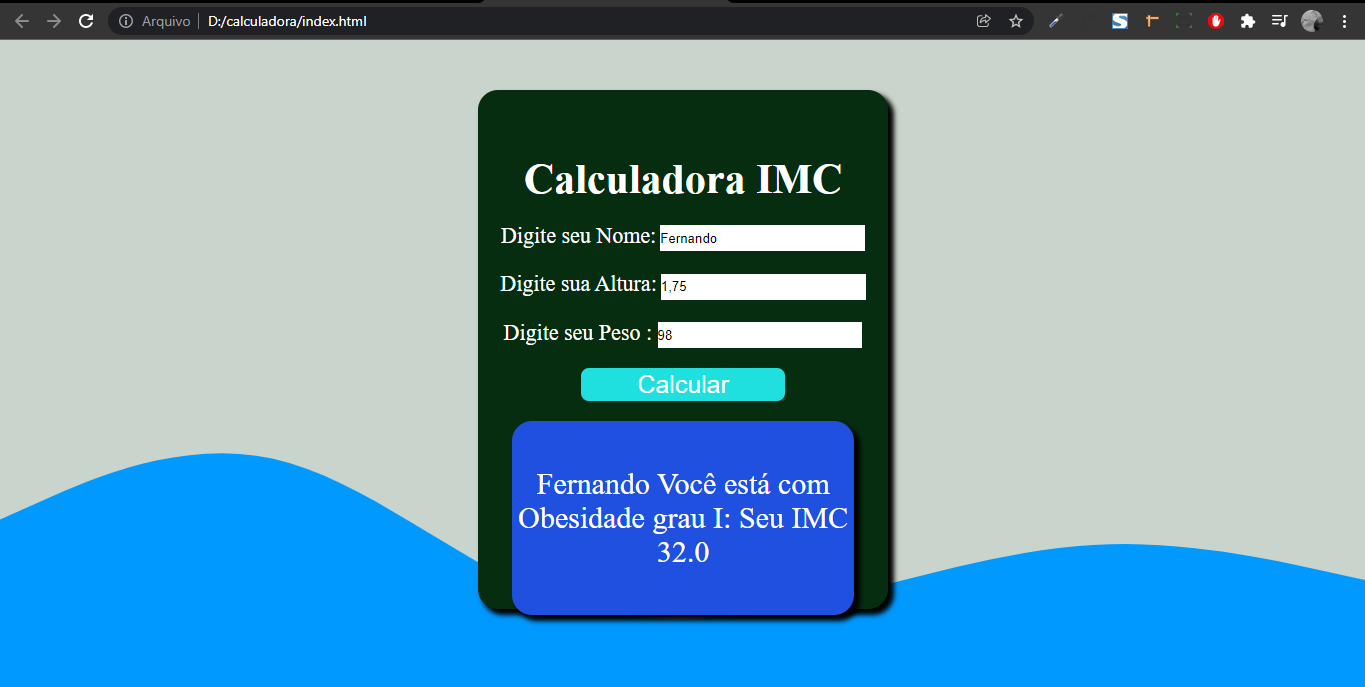 Arquivo D:/calculadora/index.html
S
Calculadora IMC
Digite seu Nome: Fernando
Digite sua Altura: 1,75
Digite seu Peso : 98
Calcular
Fernando Você está com
Obesidade grau I: Seu IMC
32.0